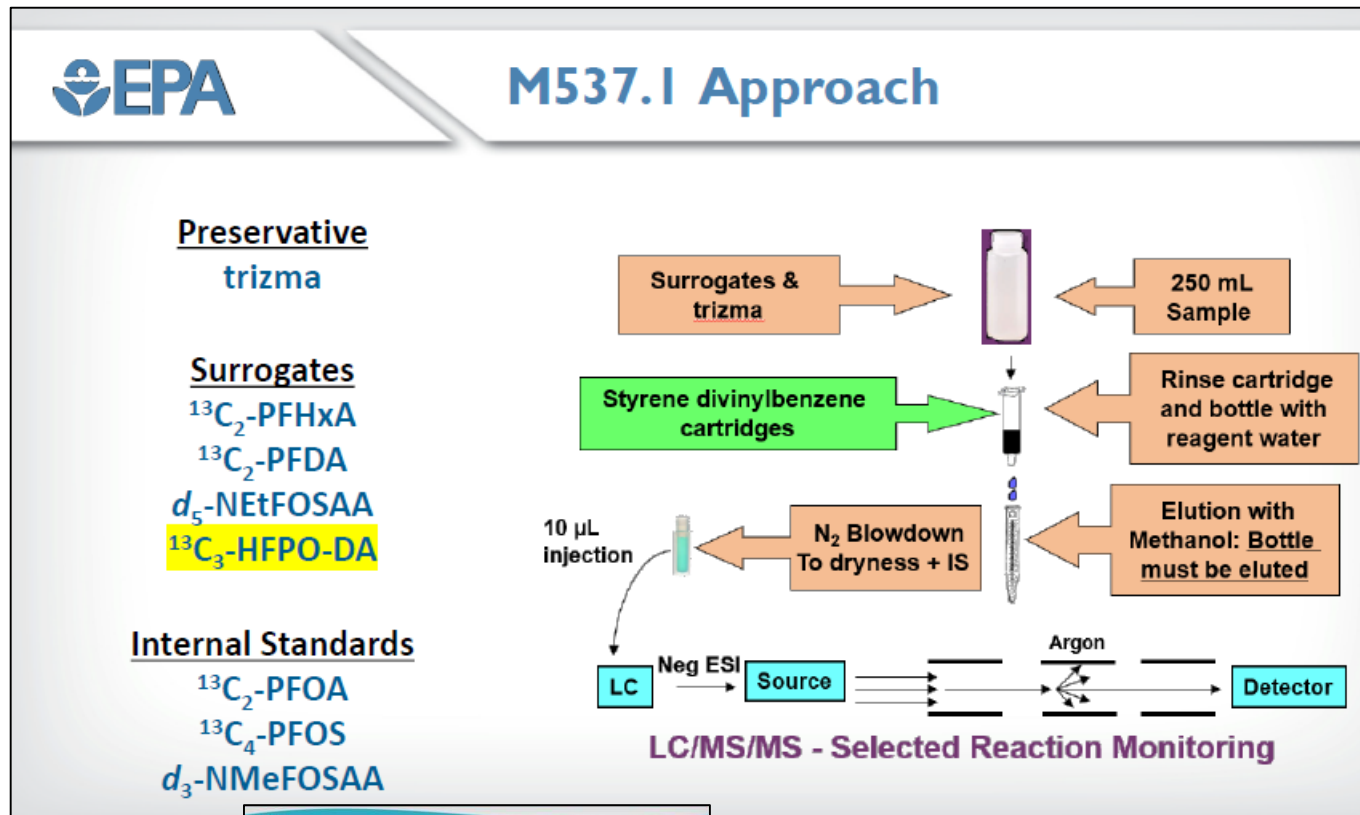 EPA
M537.1 Approach
Preservative
trizma
Surrogates
¹³C₂-PFHxA
¹³C₂-PFDA
d₅-NEtFOSAA
¹³C₃-HFPO-DA
Internal Standards
¹³C₂-PFOA
¹³C₄-PFOS
d₃-NMeFOSAA
Surrogates &
trizma
250 mL
Sample
Styrene divinylbenzene
cartridges
Rinse cartridge
and bottle with
reagent water
10 µL
injection
N₂ Blowdown
To dryness + IS
Elution with
Methanol: Bottle
must be eluted
LC
Neg ESI
Source
Argon
Detector
LC/MS/MS - Selected Reaction Monitoring